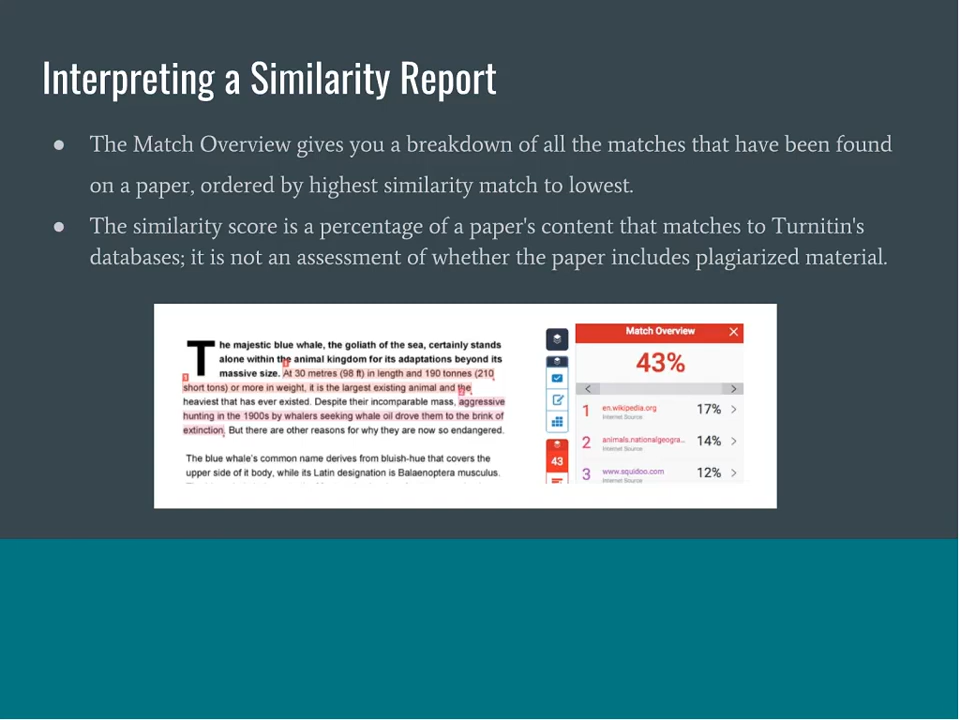 Interpreting a Similarity Report
● The Match Overview gives you a breakdown of all the matches that have been found
on a paper, ordered by highest similarity match to lowest.
● The similarity score is a percentage of a paper's content that matches to Turnitin's
databases; it is not an assessment of whether the paper includes plagiarized material.
The majestic blue whale, the goliath of the sea, certainly stands
alone within the animal kingdom for its adaptations beyond its
massive size. At 30 metres (98 ft) in length and 190 tonnes (210
short tons) or more in weight, it is the largest existing animal and the
heaviest that has ever existed. Despite their incomparable mass, aggressive
hunting in the 1900s by whalers seeking whale oil drove them to the brink of
extinction. But there are other reasons for why they are now so endangered.
The blue whale's common name derives from bluish-hue that covers the
upper side of it body, while its Latin designation is Balaenoptera musculus.
43
Match Overview
43%
1 en.wikipedia.org 17%
Internet Source
2 animals.nationalgeogra... 14%
Internet Source
3 www.squidoo.com 12%
Internet Source